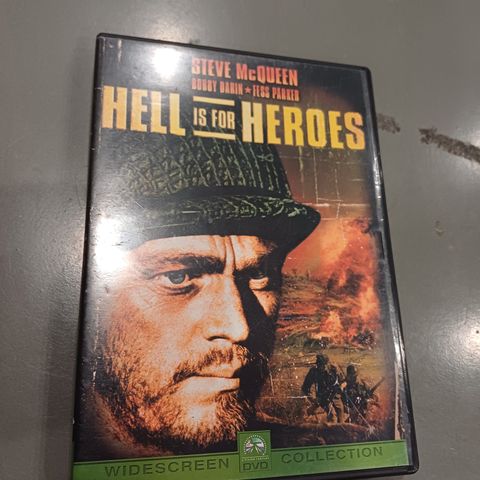 STEVE McQUEEN
BOBBY DARIN ★ FESS PARKER
HELL IS FOR HEROES
WIDESCREEN DVD COLLECTION